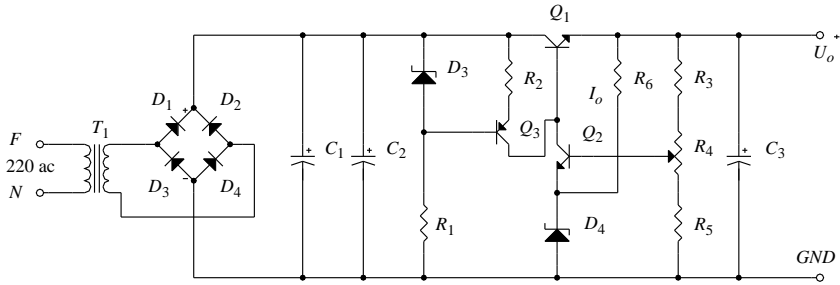 Q1
Uo
+
D3
R2
Io
R6
R3
D1
+
D2
F
T1
220 ac
N
+
C1
+
C2
Q3
Q2
R4
+
C3
D3
-
D4
R1
D4
R5
GND